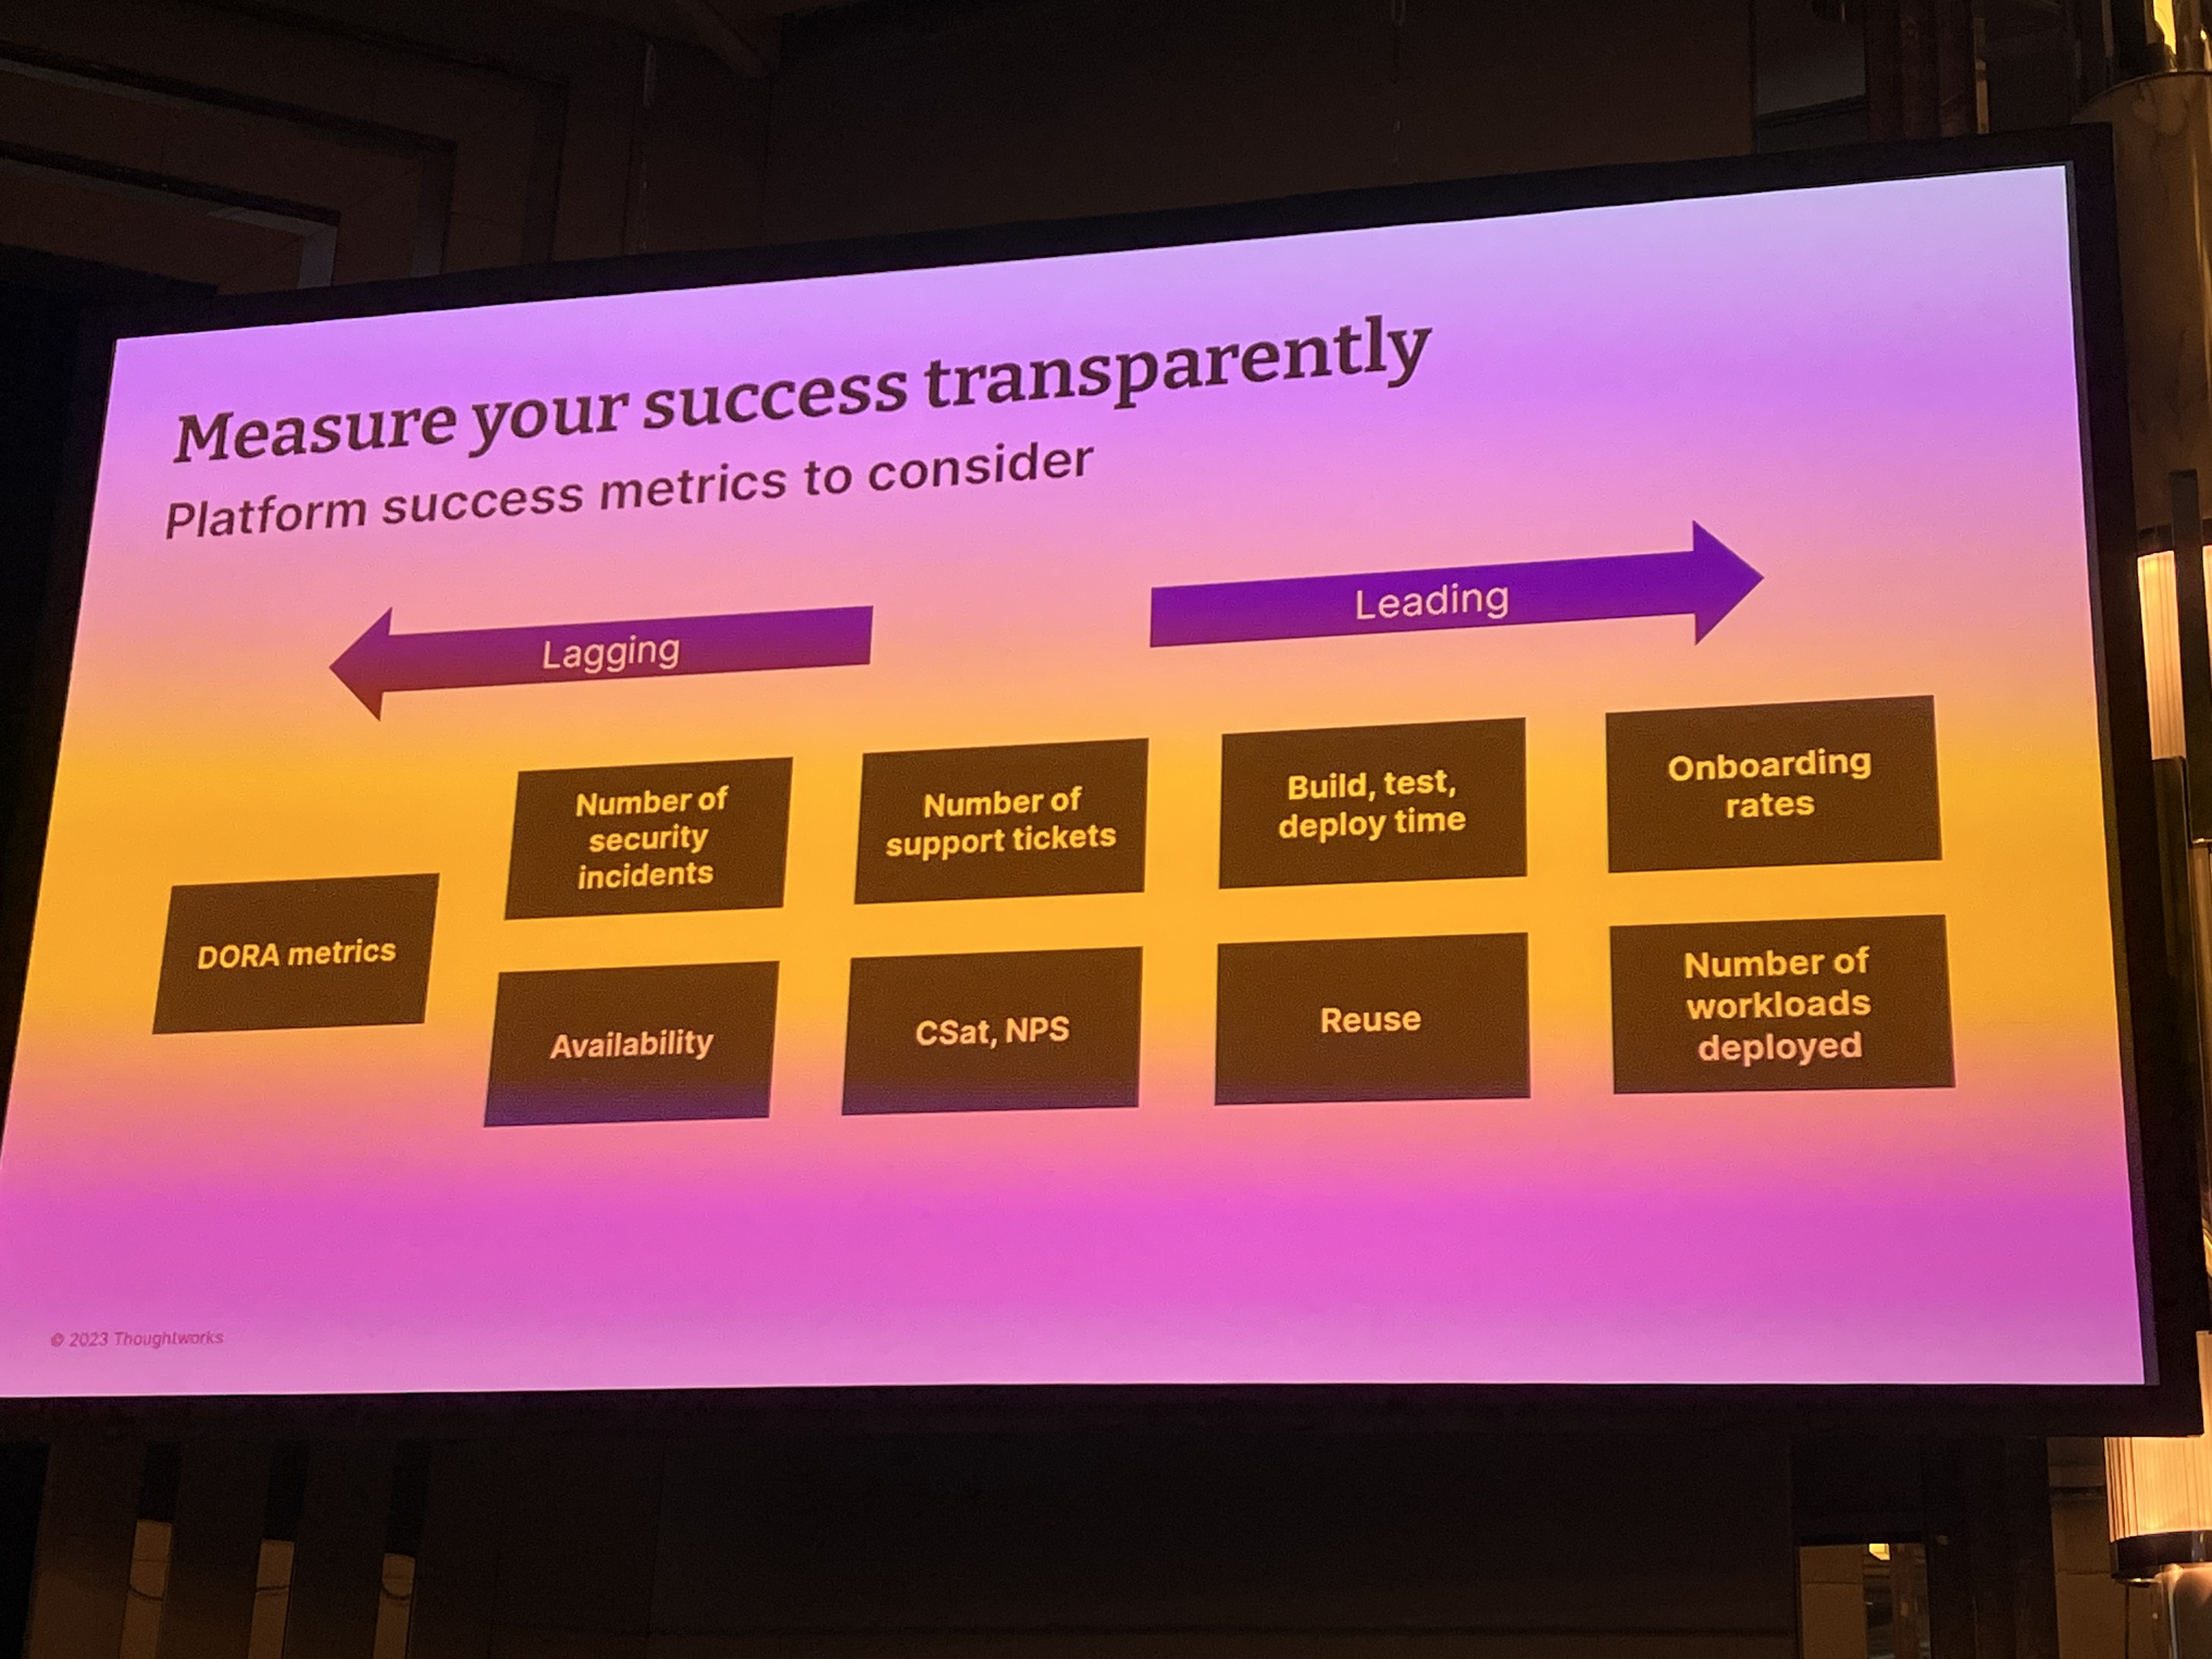 Measure your success transparently
Platform success metrics to consider
Lagging
Leading
DORA metrics
Number of
security
incidents
Availability
Number of
support tickets
CSat, NPS
Build, test,
deploy time
Reuse
Onboarding
rates
Number of
workloads
deployed
© 2023 Thoughtworks